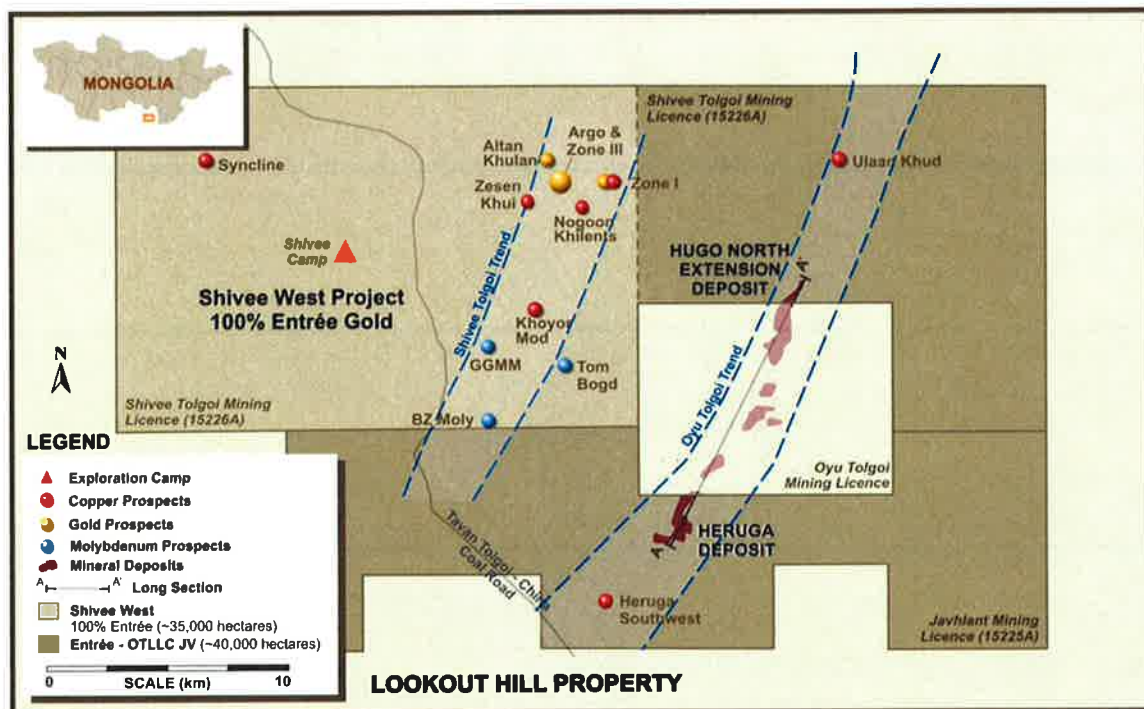 MONGOLIA
Shivee Tolgoi Mining
Licence (15226A)
Syncline
Altan
Khulan
Argo &
Zone III
Zone I
Ulaan Khud
Zesen
Khui
Nogoon
Khilents
Shivee
Camp
Shivee West Project
100% Entrée Gold
Shivee Tolgoi Trend
HUGO NORTH
EXTENSION
DEPOSIT
A'
Khoyor
Mod
GGMM
Tom
Bogd
Oyu Tolgoi Trend
N
Shivee Tolgoi Mining
Licence (15226A)
BZ Moly
Oyu Tolgoi
Mining Licence
HERUGA
DEPOSIT
A
Tavan Tolgoi - China
Coal Road
Heruga
Southwest
Javhlant Mining
Licence (15225A)
LEGEND
Exploration Camp
Copper Prospects
Gold Prospects
Molybdenum Prospects
Mineral Deposits
A A' Long Section
Shivee West
100% Entrée (~35,000 hectares)
Entrée - OTLLC JV (~40,000 hectares)
0 SCALE (km) 10
LOOKOUT HILL PROPERTY